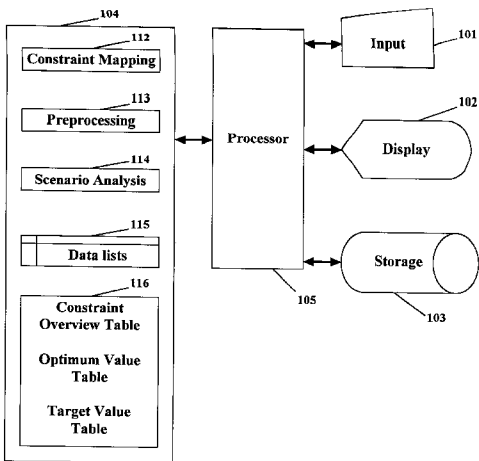 104
112
Constraint Mapping
113
Preprocessing
114
Scenario Analysis
115
Data lists
116
Constraint
Overview Table
Optimum Value
Table
Target Value
Table
Processor
105
Input
101
102
Display
Storage
103